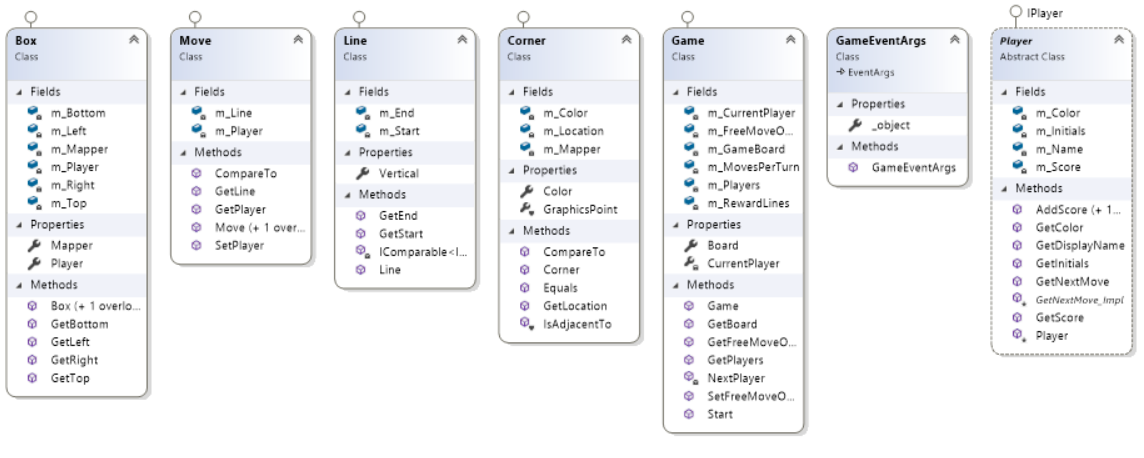 Box
Class
Fields
m_Bottom
m_Left
m_Mapper
m_Player
m_Right
m_Top
Properties
Mapper
Player
Methods
Box (+ 1 overlo...
GetBottom
GetLeft
GetRight
GetTop
Move
Class
Fields
m_Line
m_Player
Methods
CompareTo
GetLine
GetPlayer
Move (+ 1 over...
SetPlayer
Line
Class
Fields
m_End
m_Start
Properties
Vertical
Methods
GetEnd
GetStart
IComparable<I...
Line
Corner
Class
Fields
m_Color
m_Location
m_Mapper
Properties
Color
GraphicsPoint
Methods
CompareTo
Corner
Equals
GetLocation
IsAdjacentTo
Game
Class
Fields
m_CurrentPlayer
m_FreeMoveO...
m_GameBoard
m_MovesPerTurn
m_Players
m_RewardLines
Properties
Board
CurrentPlayer
Methods
Game
GetBoard
GetFreeMoveO...
GetPlayers
NextPlayer
SetFreeMoveO...
Start
GameEventArgs
Class
EventArgs
Properties
_object
Methods
GameEventArgs
IPlayer
Player
Abstract Class
Fields
m_Color
m_Initials
m_Name
m_Score
Methods
AddScore (+ 1...
GetColor
GetDisplayName
GetInitials
GetNextMove
GetNextMove_Impl
GetScore
Player